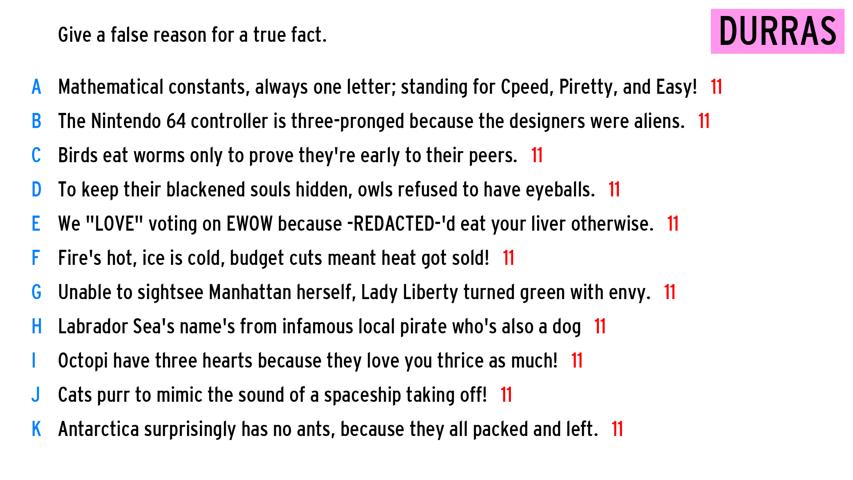 Give a false reason for a true fact.
DURRAS
A Mathematical constants, always one letter; standing for Cpeed, Piretty, and Easy! 11
B The Nintendo 64 controller is three-pronged because the designers were aliens. 11
C Birds eat worms only to prove they're early to their peers. 11
D To keep their blackened souls hidden, owls refused to have eyeballs. 11
E We "LOVE" voting on EWOW because -REDACTED-'d eat your liver otherwise. 11
F Fire's hot, ice is cold, budget cuts meant heat got sold! 11
G Unable to sightsee Manhattan herself, Lady Liberty turned green with envy. 11
H Labrador Sea's name's from infamous local pirate who's also a dog 11
I Octopi have three hearts because they love you thrice as much! 11
J Cats purr to mimic the sound of a spaceship taking off! 11
K Antarctica surprisingly has no ants, because they all packed and left. 11